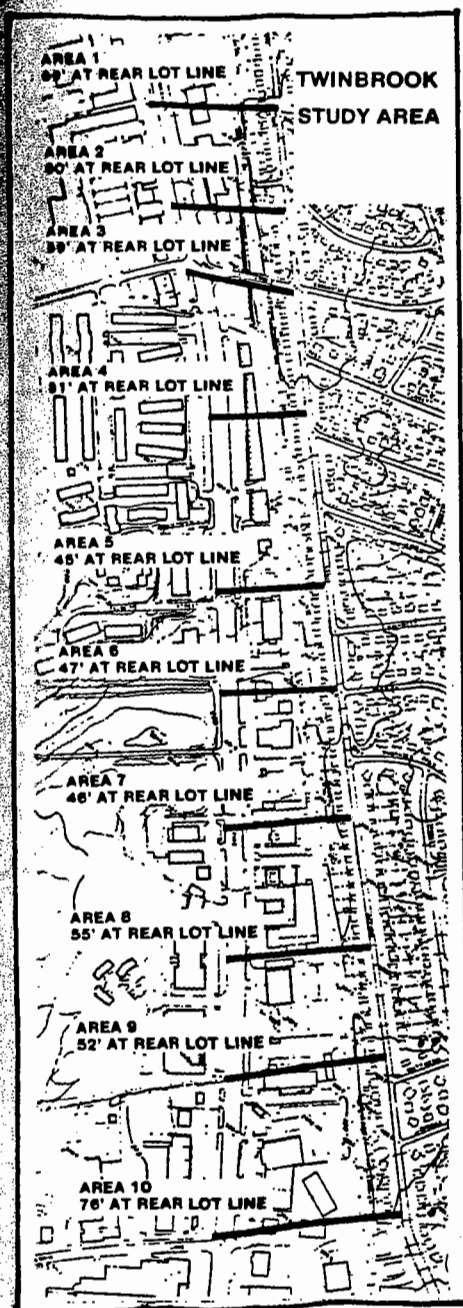 AREA 1
AT REAR LOT LINE
TWINBROOK
STUDY AREA
AREA 2
AT REAR LOT LINE
AREA 3
AT REAR LOT LINE
AREA 4
AT REAR LOT LINE
AREA 5
45' AT REAR LOT LINE
AREA 6
47' AT REAR LOT LINE
AREA 7
46' AT REAR LOT LINE
AREA 8
55' AT REAR LOT LINE
AREA 9
52' AT REAR LOT LINE
AREA 10
76' AT REAR LOT LINE